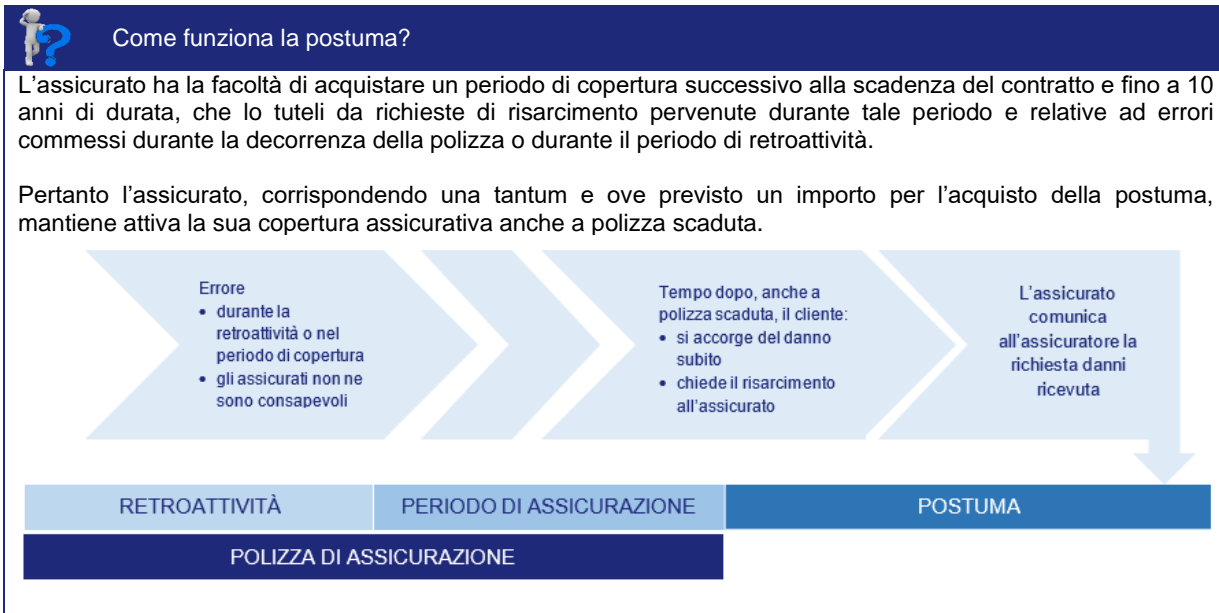 Come funziona la postuma?
L’assicurato ha la facoltà di acquistare un periodo di copertura successivo alla scadenza del contratto e fino a 10
anni di durata, che lo tuteli da richieste di risarcimento pervenute durante tale periodo e relative ad errori
commessi durante la decorrenza della polizza o durante il periodo di retroattività.
Pertanto l’assicurato, corrispondendo una tantum e ove previsto un importo per l’acquisto della postuma,
mantiene attiva la sua copertura assicurativa anche a polizza scaduta.
Errore
• durante la
retroattività o nel
periodo di copertura
• gli assicurati non ne
sono consapevoli
Tempo dopo, anche a
polizza scaduta, il cliente:
• si accorge del danno
subito
• chiede il risarcimento
all’assicurato
L’assicurato
comunica
all’assicuratore la
richiesta danni
ricevuta
RETROATTIVITÀ
PERIODO DI ASSICURAZIONE
POSTUMA
POLIZZA DI ASSICURAZIONE